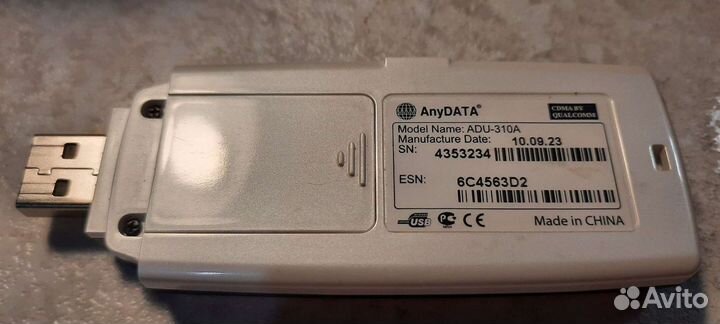 AnyDATA®
CDMA BY
QUALCOMM
Model Name: ADU-310A
Manufacture Date: 10.09.23
SN: 4353234
ESN: 6C4563D2
USB CE Made in CHINA
Avito